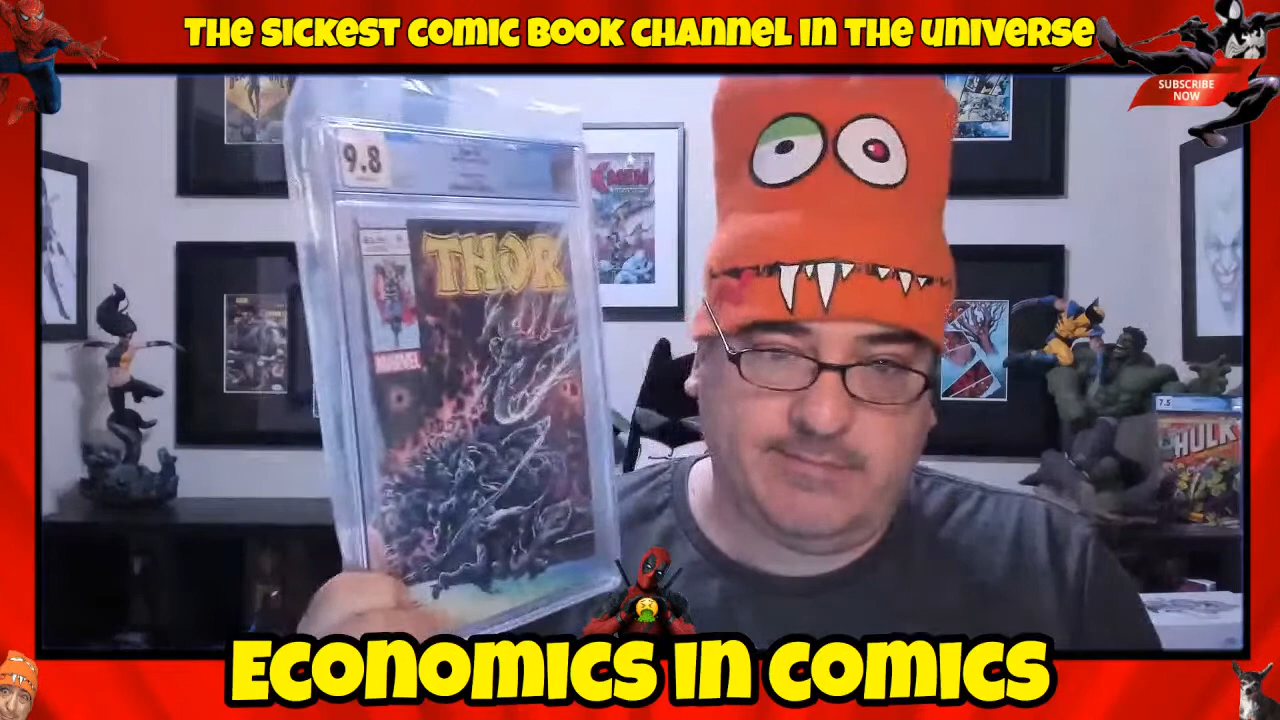 THE SICKEST COMIC BOOK CHANNEL IN THE UNIVERSE
SUBSCRIBE
NOW
9.8
THOR
MARVEL
X-MEN
7.5
HULK
ECONOMICS IN COMICS